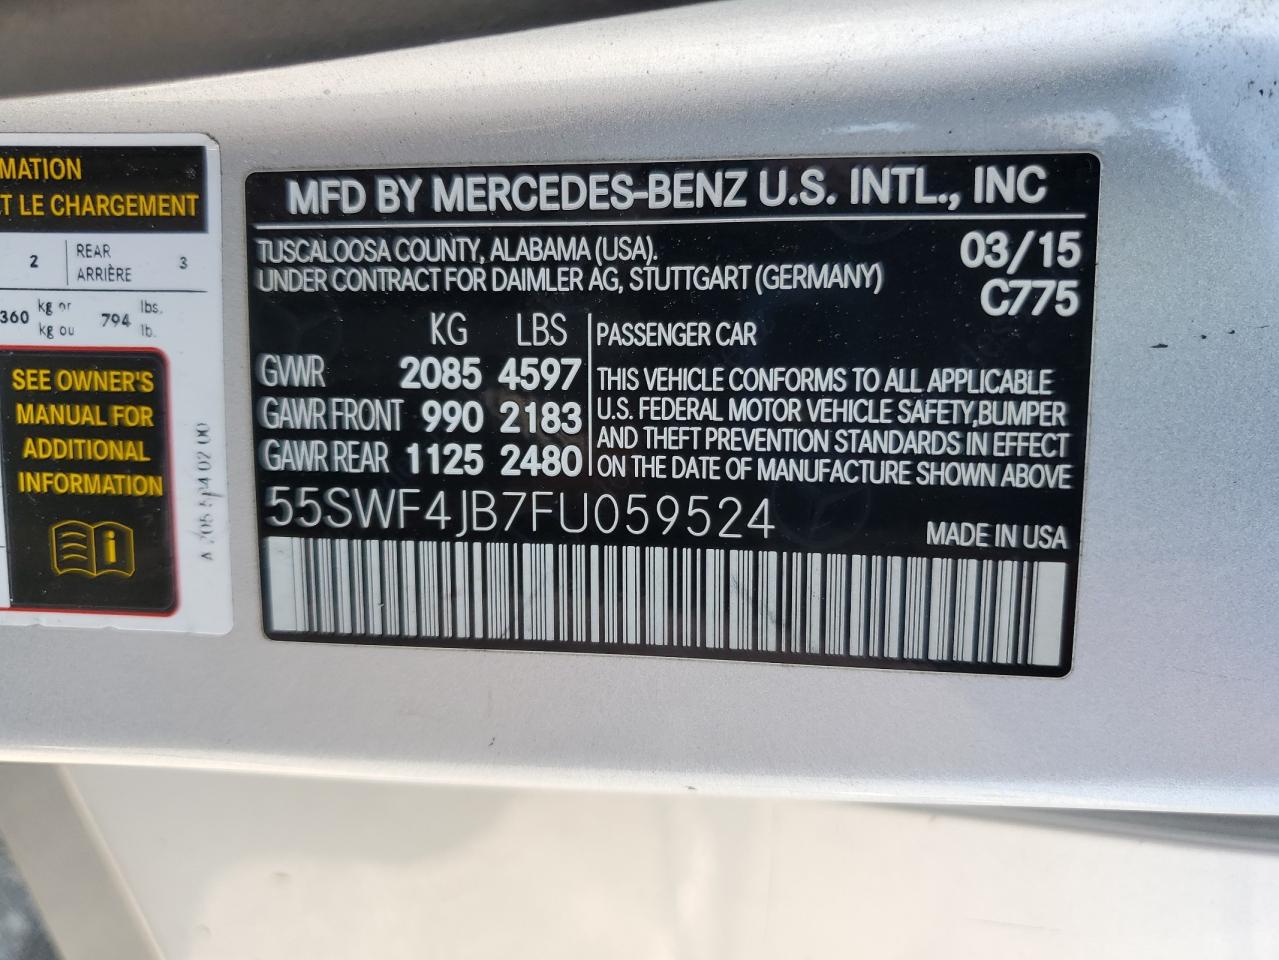 MATION
T LE CHARGEMENT
2 REAR ARRIÈRE 3
360 kg or kg ou 794 lbs. lb.
SEE OWNER'S
MANUAL FOR
ADDITIONAL
INFORMATION
MFD BY MERCEDES-BENZ U.S. INTL., INC
TUSCALOOSA COUNTY, ALABAMA (USA). 03/15
UNDER CONTRACT FOR DAIMLER AG, STUTTGART (GERMANY) C775
KG LBS
GVWR 2085 4597
GAWR FRONT 990 2183
GAWR REAR 1125 2480
PASSENGER CAR
THIS VEHICLE CONFORMS TO ALL APPLICABLE
U.S. FEDERAL MOTOR VEHICLE SAFETY,BUMPER
AND THEFT PREVENTION STANDARDS IN EFFECT
ON THE DATE OF MANUFACTURE SHOWN ABOVE
55SWF4JB7FU059524
MADE IN USA